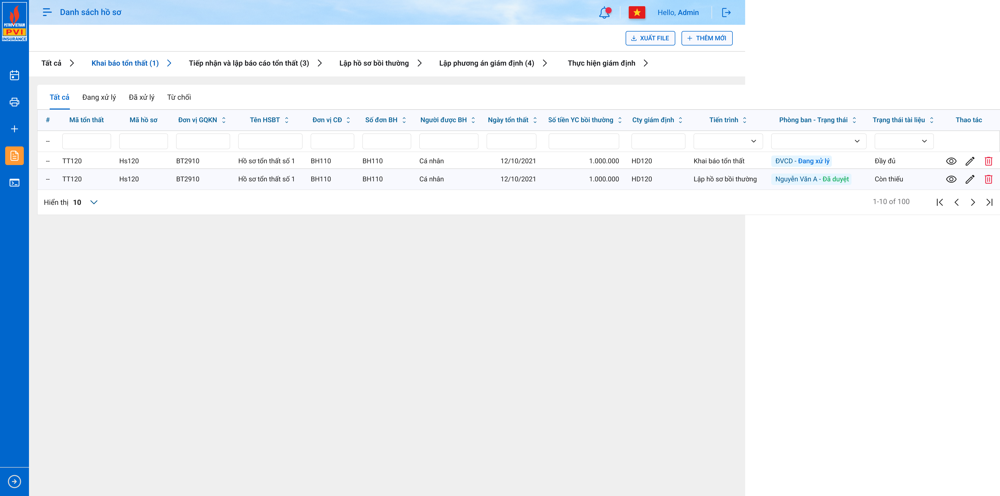 PETROVIETNAM
PVI
INSURANCE
Danh sách hồ sơ
Hello, Admin
XUẤT FILE
THÊM MỚI
Tất cả
Khai báo tổn thất (1)
Tiếp nhận và lập báo cáo tổn thất (3)
Lập hồ sơ bồi thường
Lập phương án giám định (4)
Thực hiện giám định
Tất cả Đang xử lý Đã xử lý Từ chối
# Mã tổn thất Mã hồ sơ Đơn vị GQKN Tên HSBT Đơn vị CĐ Số đơn BH Người được BH Ngày tổn thất Số tiền YC bồi thường Cty giám định Tiến trình Phòng ban - Trạng thái Trạng thái tài liệu Thao tác
--
-- TT120 Hs120 BT2910 Hồ sơ tổn thất số 1 BH110 BH110 Cá nhân 12/10/2021 1.000.000 HD120 Khai báo tổn thất ĐVCD - Đang xử lý Đầy đủ
-- TT120 Hs120 BT2910 Hồ sơ tổn thất số 1 BH110 BH110 Cá nhân 12/10/2021 1.000.000 HD120 Lập hồ sơ bồi thường Nguyễn Văn A - Đã duyệt Còn thiếu
Hiển thị 10
1-10 of 100